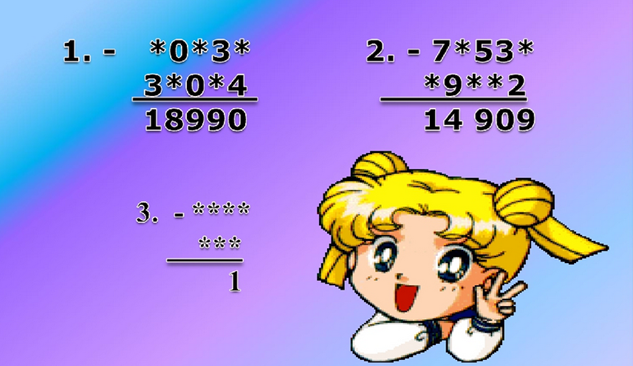 1. - *0*3*
3*0*4
18990
2. - 7*53*
*9**2
14 909
3. - ****
***
1